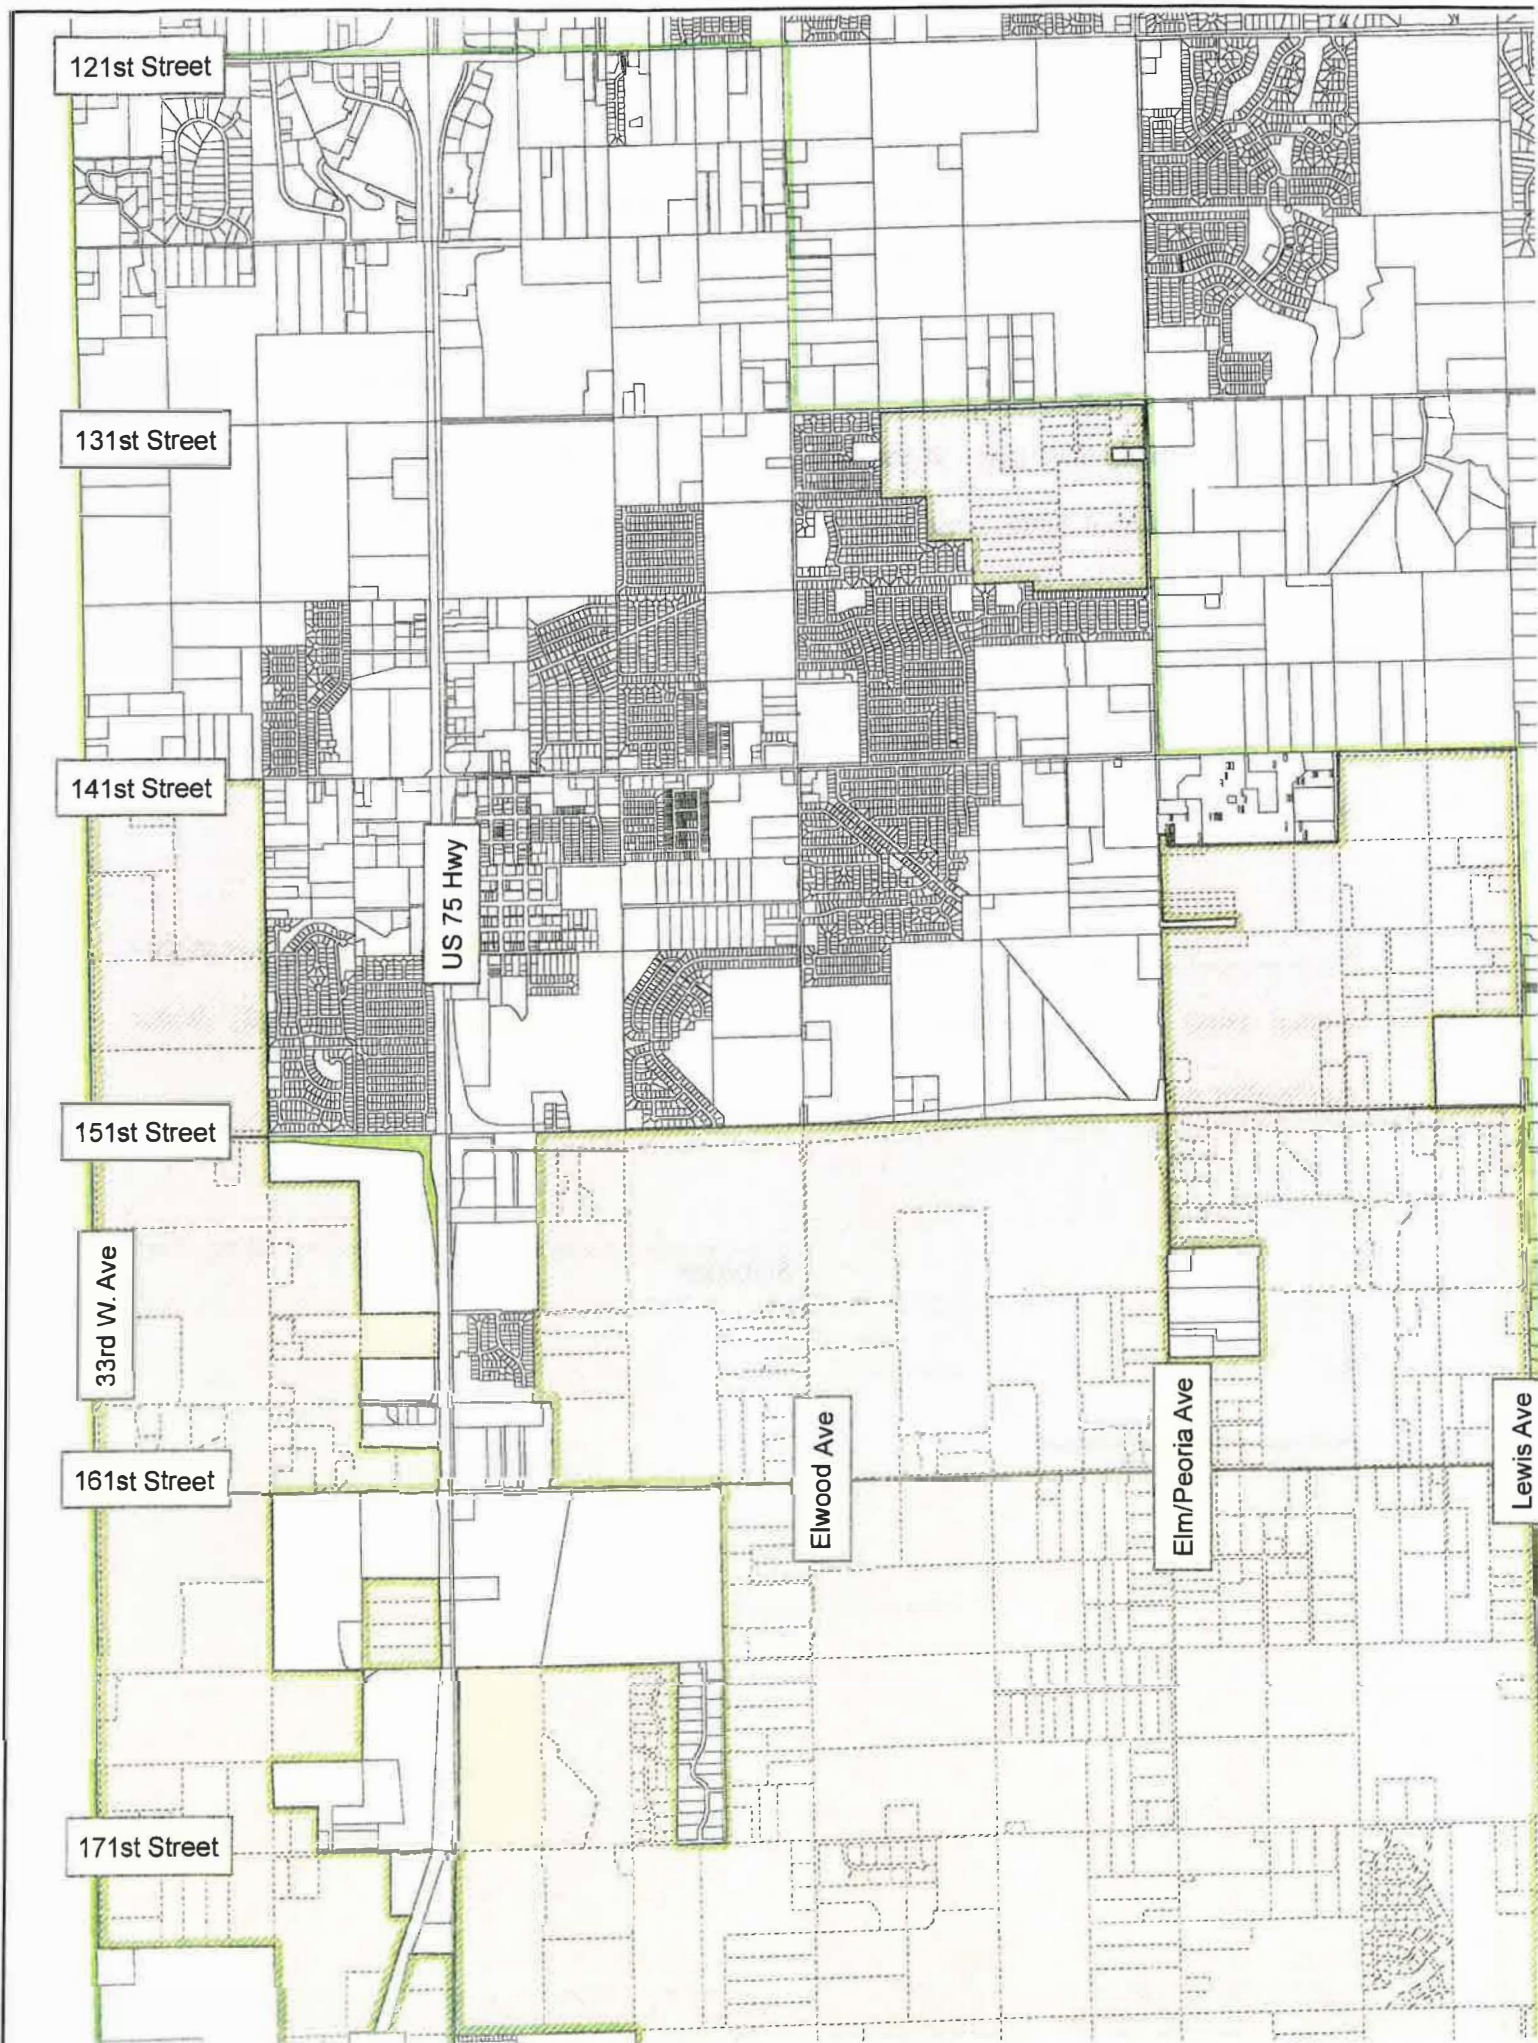 121st Street
131st Street
141st Street
US 75 Hwy
151st Street
33rd W. Ave
161st Street
Elwood Ave
Elm/Peoria Ave
Lewis Ave
171st Street